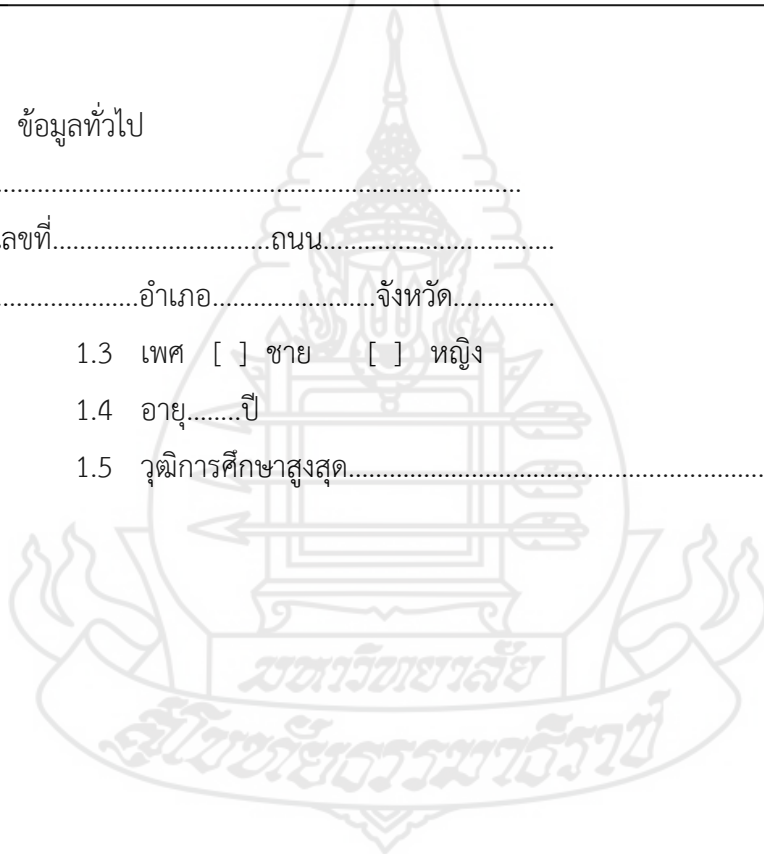 ข้อมูลทั่วไป
..............................................................................
ลขที่................................ถนน..................................
.....................อำเภอ........................จังหวัด...............
1.3 เพศ [ ] ชาย [ ] หญิง
1.4 อายุ........ปี
1.5 วุฒิการศึกษาสูงสุด..............................................................
มหาวิทยาลัย
สุโขทัยธรรมาธิราช